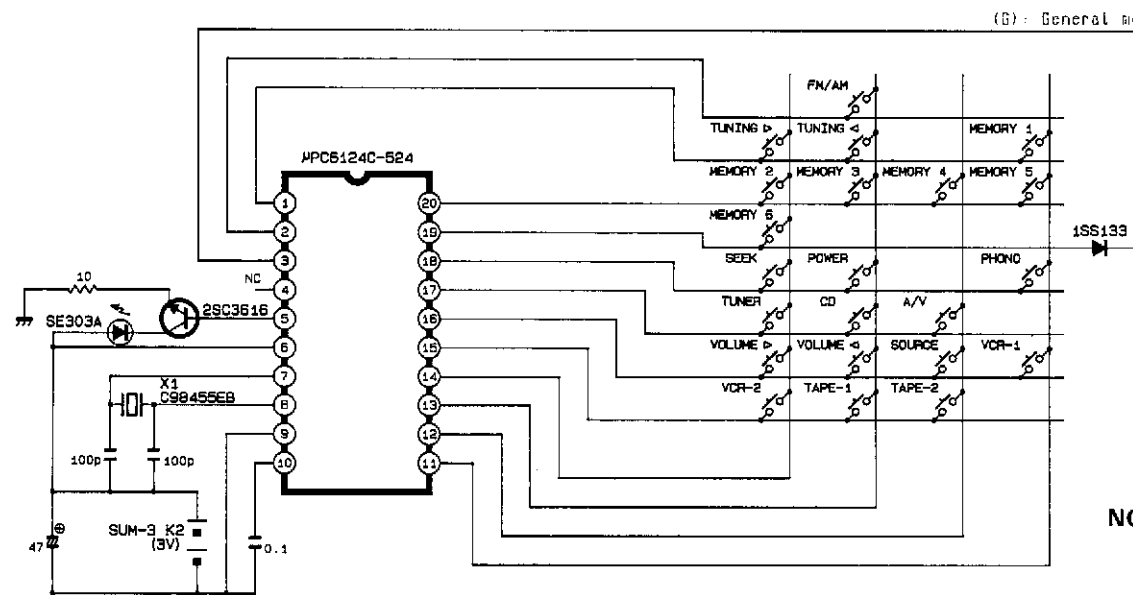 (G): General
FM/AM
TUNING ▷ TUNING ◁ MEMORY 1
μPC6124C-524
MEMORY 2 MEMORY 3 MEMORY 4 MEMORY 5
1 20
MEMORY 6
2 19
1SS133
3 18
SEEK POWER PHONO
10
NC 4 17
TUNER CD A/V
2SC3616
5 16
SE303A
6 15
VOLUME ▷ VOLUME ◁ SOURCE VCR-1
7 14
X1
C98455EB
8 13
VCR-2 TAPE-1 TAPE-2
9 12
100p 100p
10 11
SUM-3 K2
(3V)
47
0.1